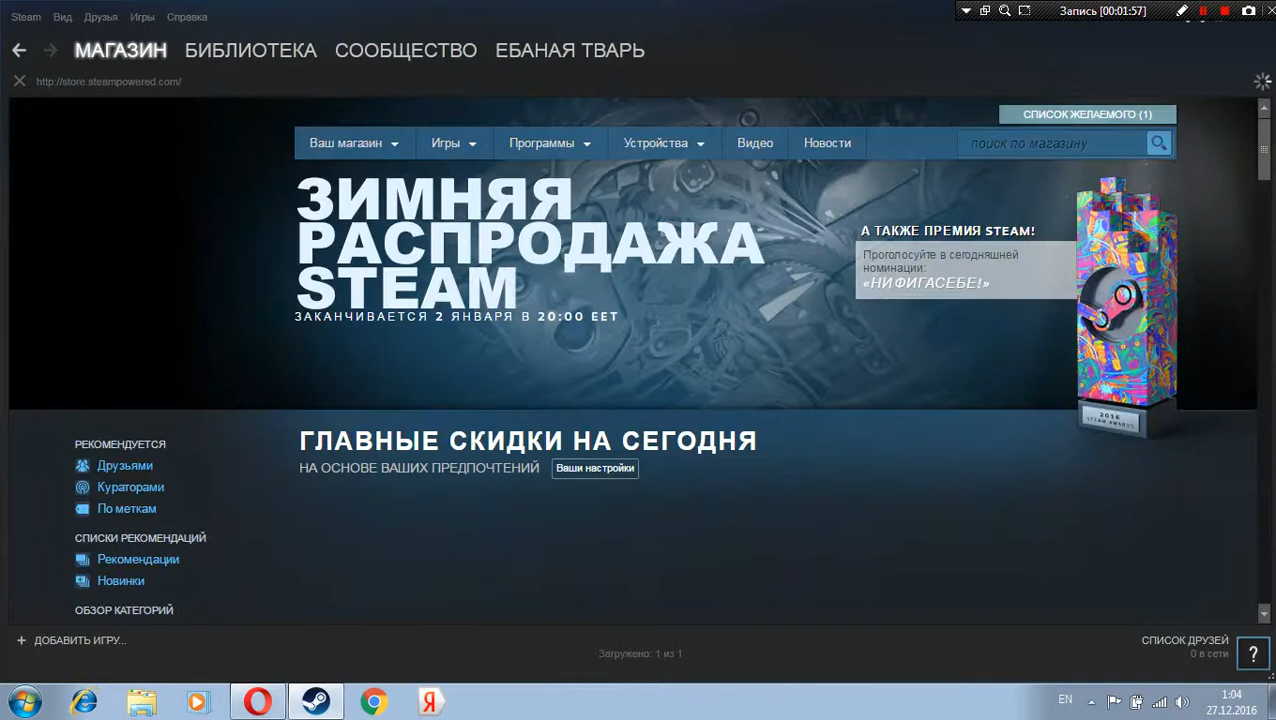 Steam Вид Друзья Игры Справка
Запись [00:01:57]
МАГАЗИН БИБЛИОТЕКА СООБЩЕСТВО ЕБАНАЯ ТВАРЬ
http://store.steampowered.com/
СПИСОК ЖЕЛАЕМОГО (1)
Ваш магазин Игры Программы Устройства Видео Новости поиск по магазину
ЗИМНЯЯ
РАСПРОДАЖА
STEAM
ЗАКАНЧИВАЕТСЯ 2 ЯНВАРЯ В 20:00 EET
А ТАКЖЕ ПРЕМИЯ STEAM!
Проголосуйте в сегодняшней
номинации:
«НИФИГАСЕБЕ!»
2016
STEAM AWARDS
ГЛАВНЫЕ СКИДКИ НА СЕГОДНЯ
НА ОСНОВЕ ВАШИХ ПРЕДПОЧТЕНИЙ Ваши настройки
РЕКОМЕНДУЕТСЯ
Друзьями
Кураторами
По меткам
СПИСКИ РЕКОМЕНДАЦИЙ
Рекомендации
Новинки
ОБЗОР КАТЕГОРИЙ
+ ДОБАВИТЬ ИГРУ...
Загружено: 1 из 1
СПИСОК ДРУЗЕЙ
0 в сети
?
Я
EN
1:04
27.12.2016